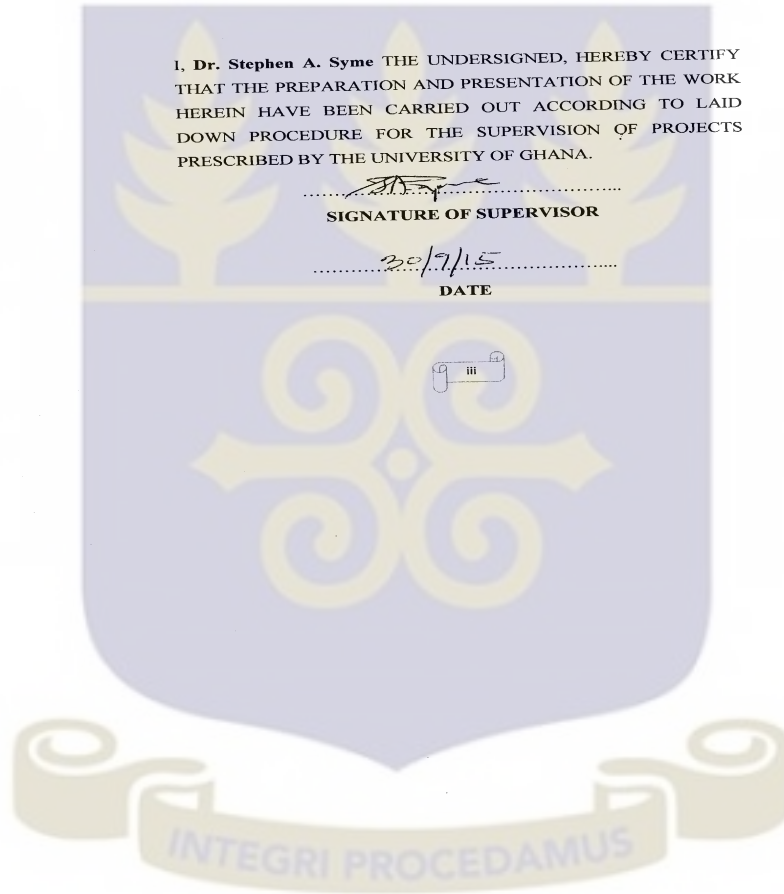 I, Dr. Stephen A. Syme THE UNDERSIGNED, HEREBY CERTIFY
THAT THE PREPARATION AND PRESENTATION OF THE WORK
HEREIN HAVE BEEN CARRIED OUT ACCORDING TO LAID
DOWN PROCEDURE FOR THE SUPERVISION OF PROJECTS
PRESCRIBED BY THE UNIVERSITY OF GHANA.
SIGNATURE OF SUPERVISOR
30/9/15
DATE
iii
INTEGRI PROCEDAMUS